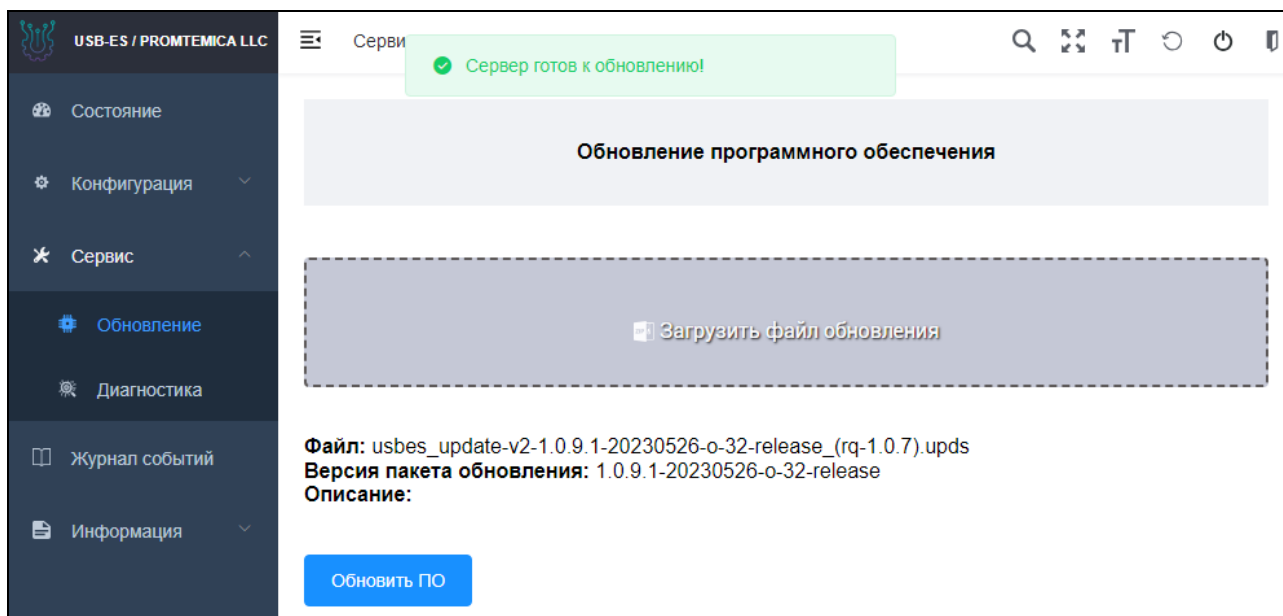 USB-ES / PROMTEMICA LLC
Серви
Сервер готов к обновлению!
Состояние
Конфигурация
Сервис
Обновление
Диагностика
Журнал событий
Информация
Обновление программного обеспечения
Загрузить файл обновления
Файл: usbes_update-v2-1.0.9.1-20230526-o-32-release_(rq-1.0.7).upds
Версия пакета обновления: 1.0.9.1-20230526-o-32-release
Описание:
Обновить ПО